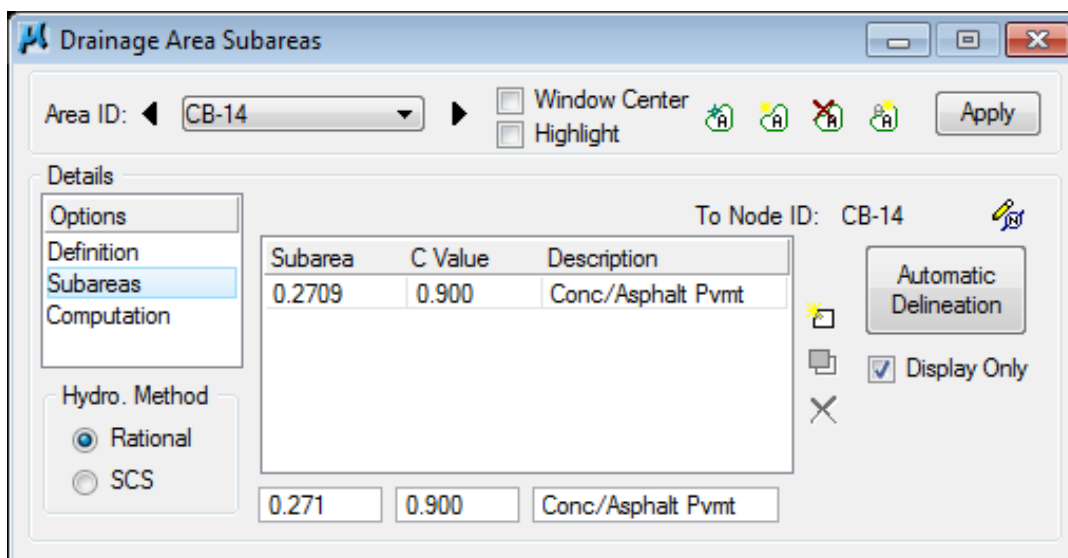 Drainage Area Subareas
Area ID: CB-14
Window Center
Highlight
Apply
Details
Options
Definition
Subareas
Computation
To Node ID: CB-14
Subarea C Value Description
0.2709 0.900 Conc/Asphalt Pvmt
Automatic
Delineation
Display Only
Hydro. Method
Rational
SCS
0.271 0.900 Conc/Asphalt Pvmt